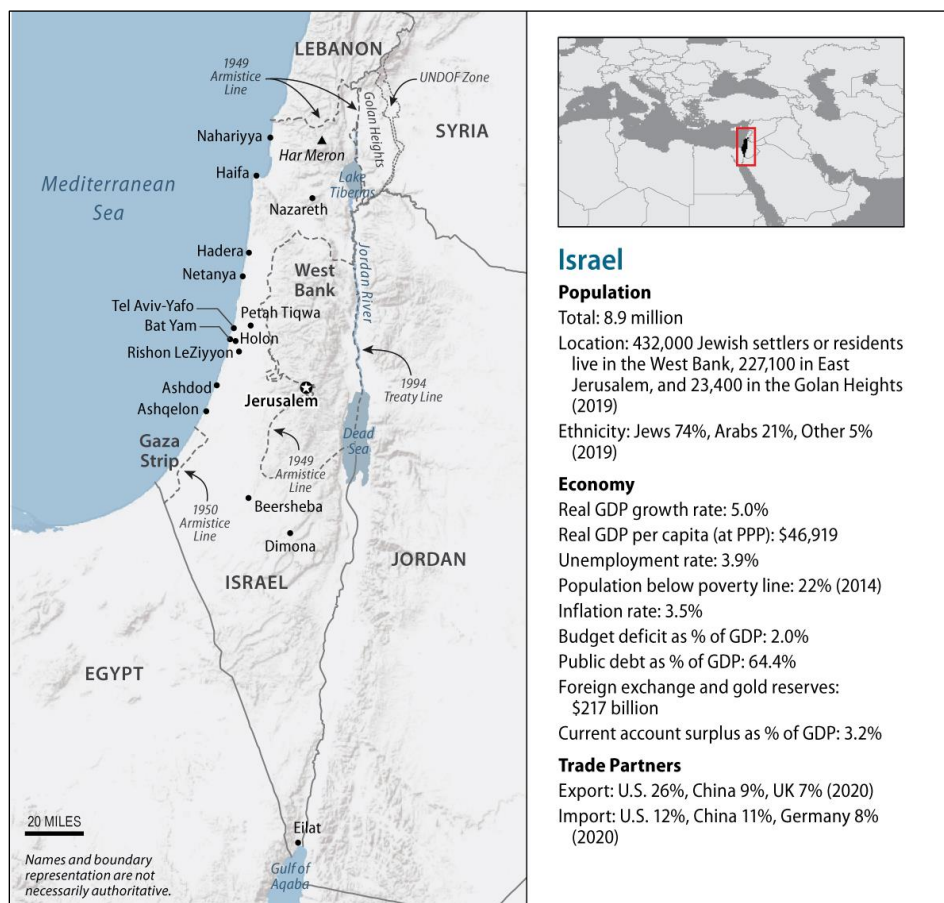 LEBANON
1949
Armistice
Line
UNDOF Zone
Golan Heights
SYRIA
Nahariyya
Har Meron
Haifa
Lake
Tiberias
Mediterranean
Sea
Nazareth
Hadera
Netanya
West
Bank
Jordan River
Tel Aviv-Yafo
Petah Tiqwa
Bat Yam
Holon
Rishon LeZiyyon
1994
Treaty Line
Ashdod
Jerusalem
Ashqelon
Gaza
Strip
Dead
Sea
1949
Armistice
Line
1950
Armistice
Line
Beersheba
Dimona
JORDAN
ISRAEL
EGYPT
20 MILES
Eilat
Names and boundary
representation are not
necessarily authoritative.
Gulf of
Aqaba
Israel
Population
Total: 8.9 million
Location: 432,000 Jewish settlers or residents
live in the West Bank, 227,100 in East
Jerusalem, and 23,400 in the Golan Heights
(2019)
Ethnicity: Jews 74%, Arabs 21%, Other 5%
(2019)
Economy
Real GDP growth rate: 5.0%
Real GDP per capita (at PPP): $46,919
Unemployment rate: 3.9%
Population below poverty line: 22% (2014)
Inflation rate: 3.5%
Budget deficit as % of GDP: 2.0%
Public debt as % of GDP: 64.4%
Foreign exchange and gold reserves:
$217 billion
Current account surplus as % of GDP: 3.2%
Trade Partners
Export: U.S. 26%, China 9%, UK 7% (2020)
Import: U.S. 12%, China 11%, Germany 8%
(2020)